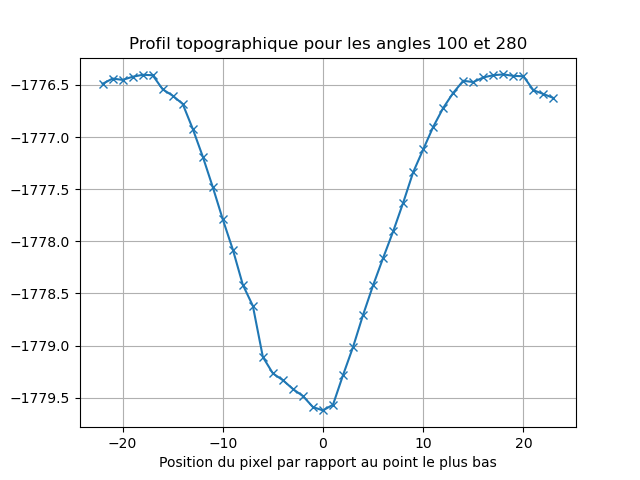 Profil topographique pour les angles 100 et 280
−1776.5
−1777.0
−1777.5
−1778.0
−1778.5
−1779.0
−1779.5
−20 −10 0 10 20
Position du pixel par rapport au point le plus bas